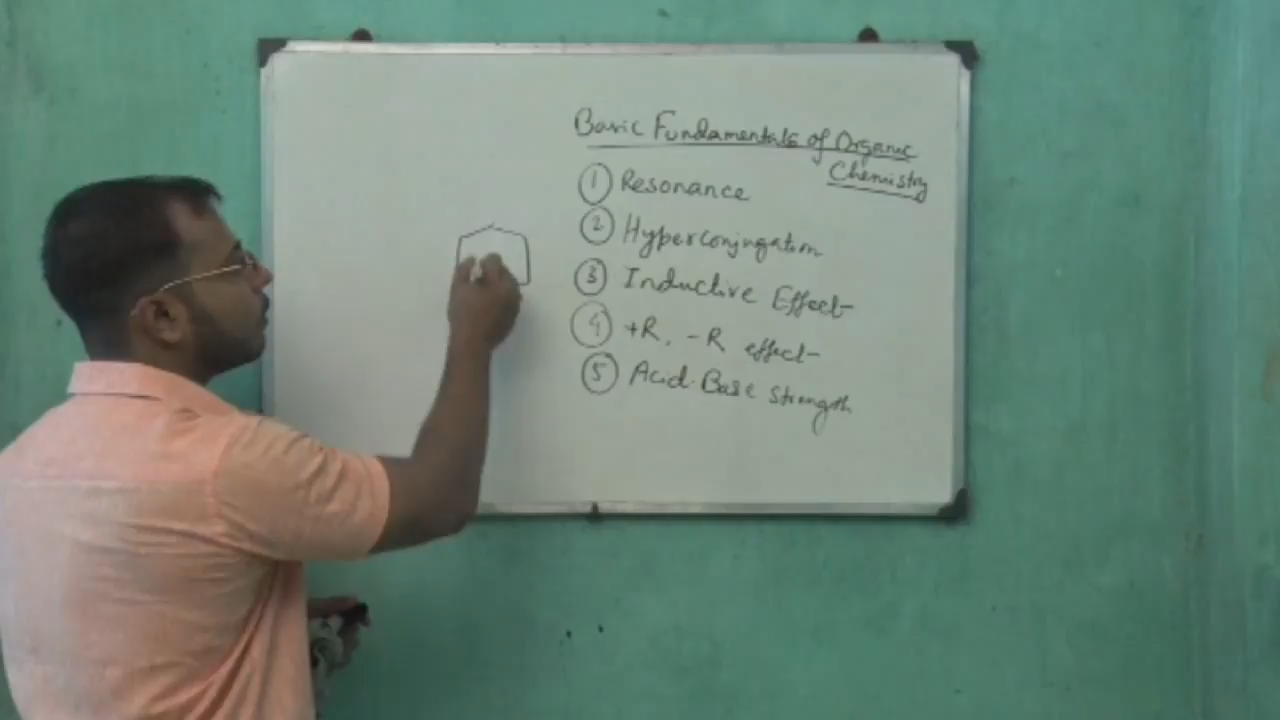 Basic Fundamentals of Organic
Chemistry
1 Resonance
2 Hyperconjugation
3 Inductive Effect
4 +R, -R effect
5 Acid-Base strength